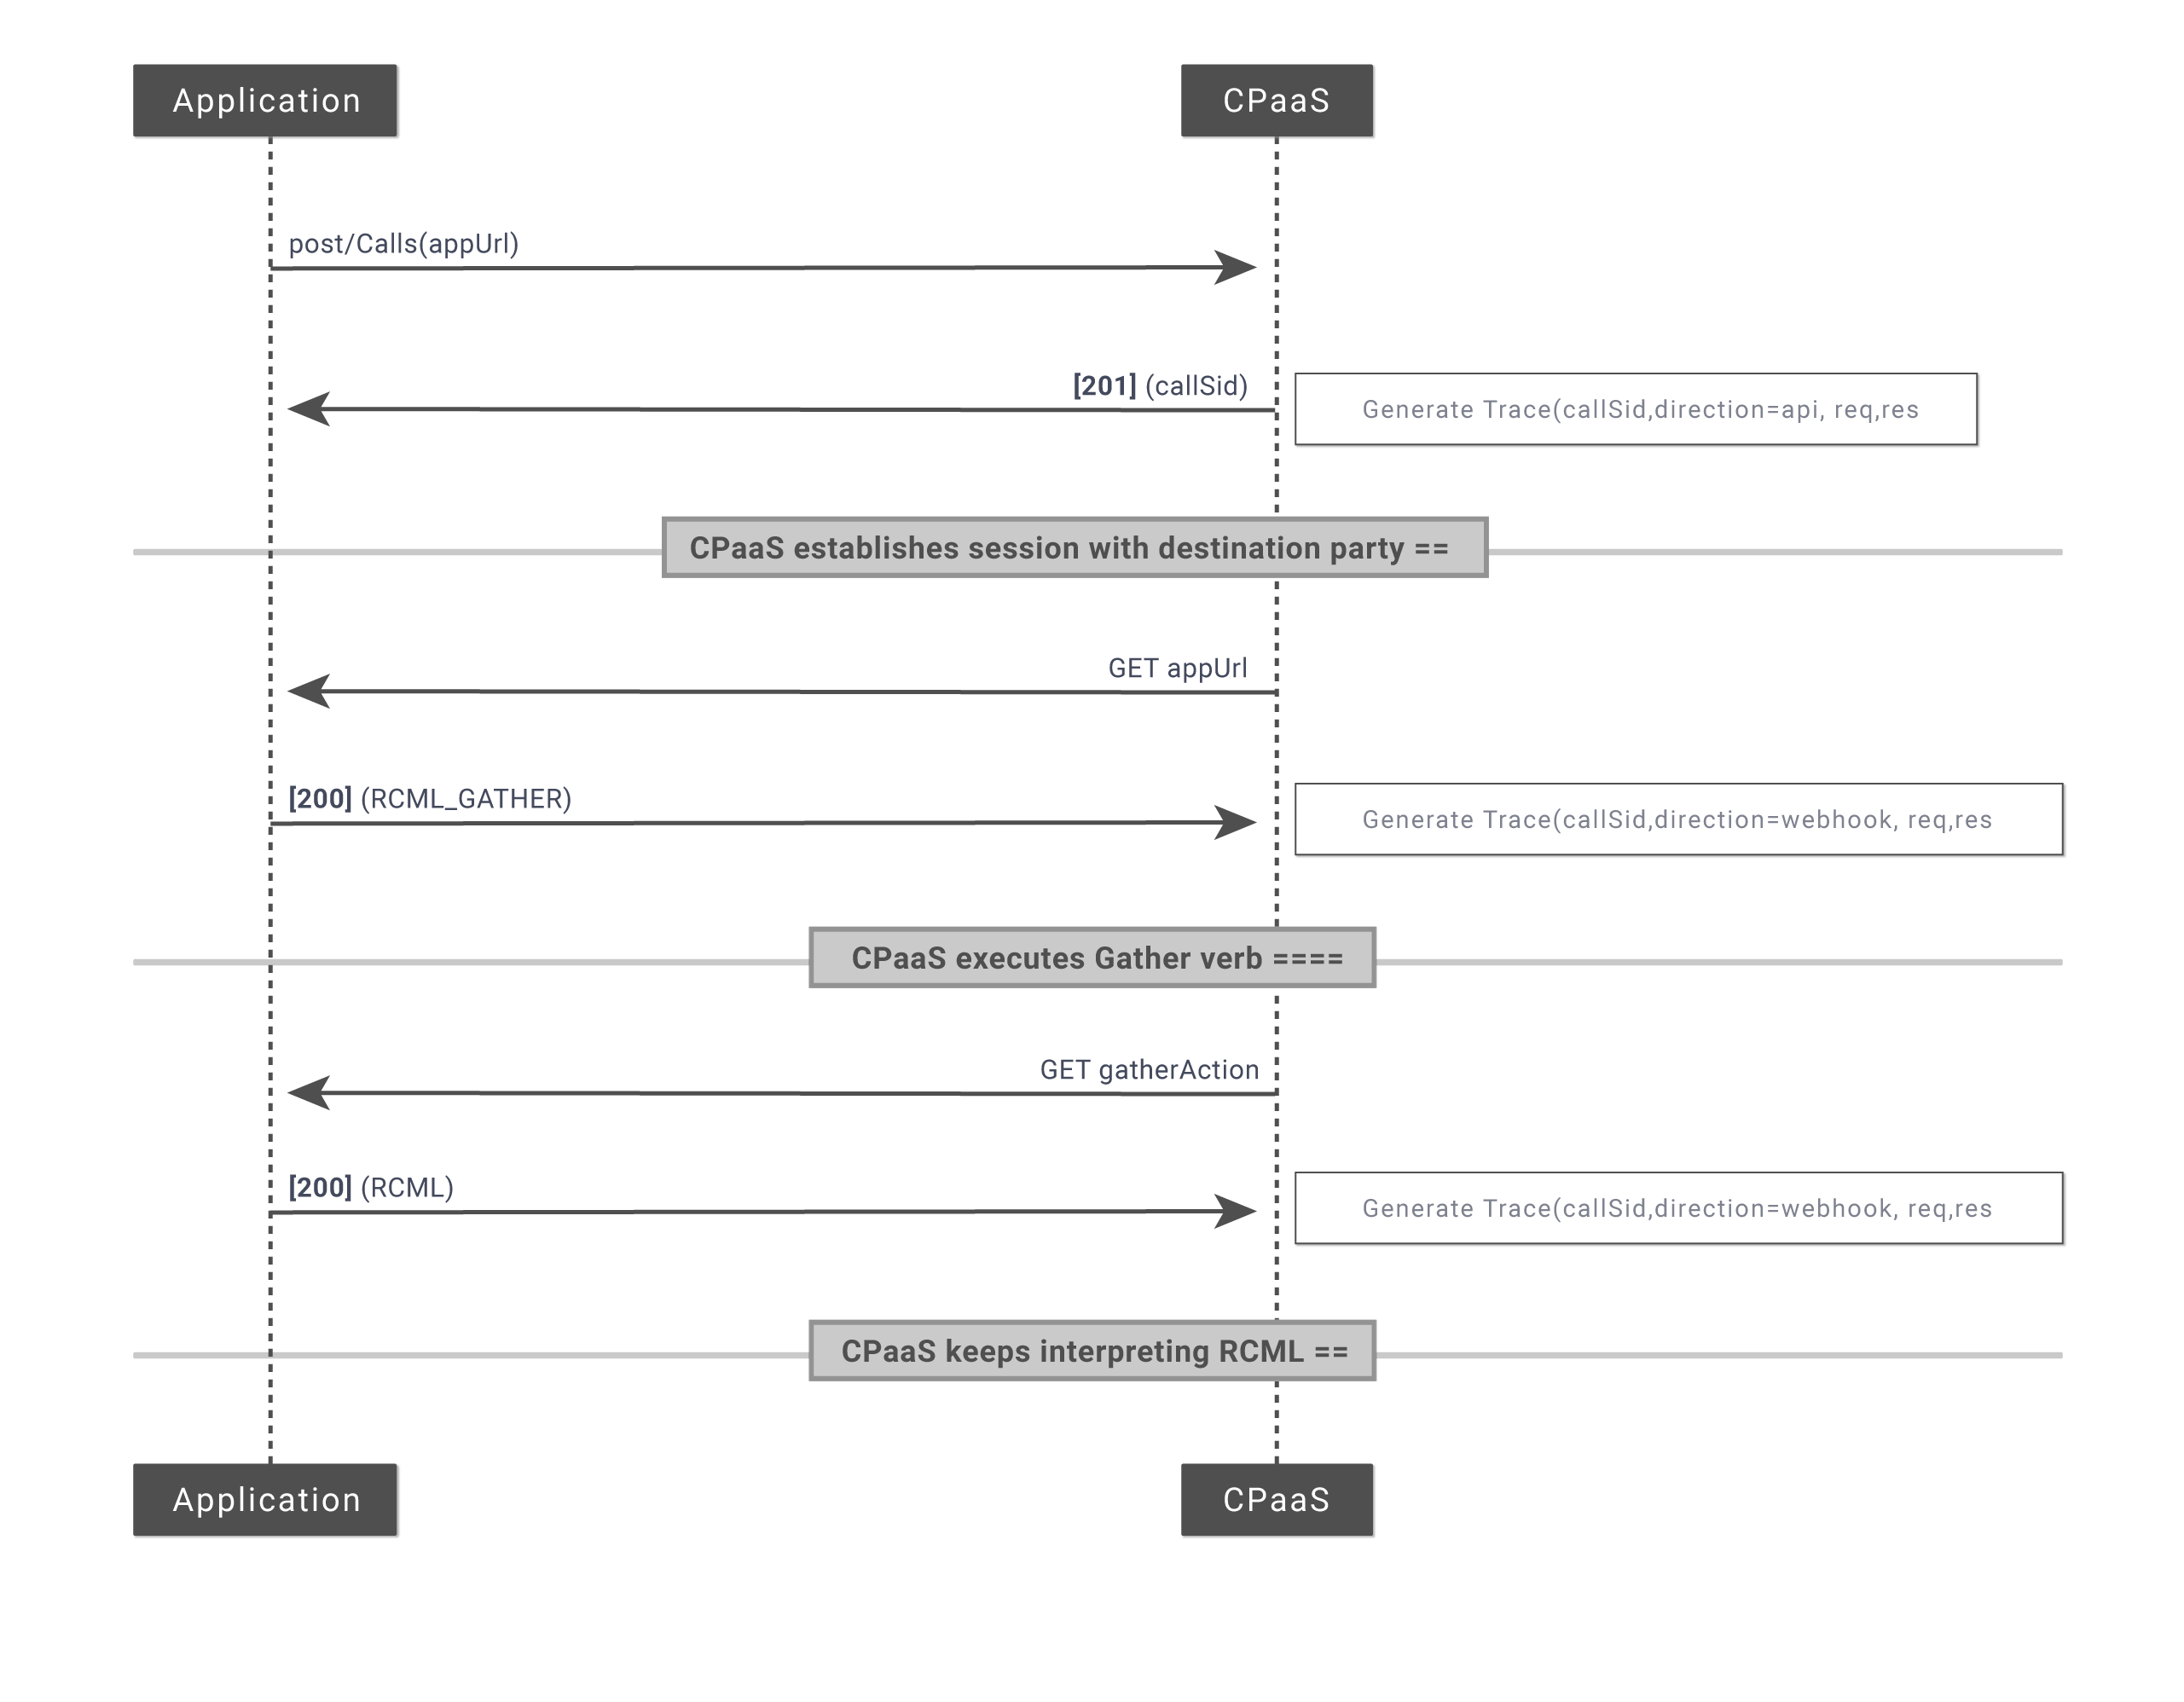 Application
CPaaS
post/Calls(appUrl)
[201] (callSid)
Generate Trace(callSid,direction=api, req,res
CPaaS establishes session with destination party ==
GET appUrl
[200] (RCML_GATHER)
Generate Trace(callSid,direction=webhook, req,res
CPaaS executes Gather verb ====
GET gatherAction
[200] (RCML)
Generate Trace(callSid,direction=webhook, req,res
CPaaS keeps interpreting RCML ==
Application
CPaaS